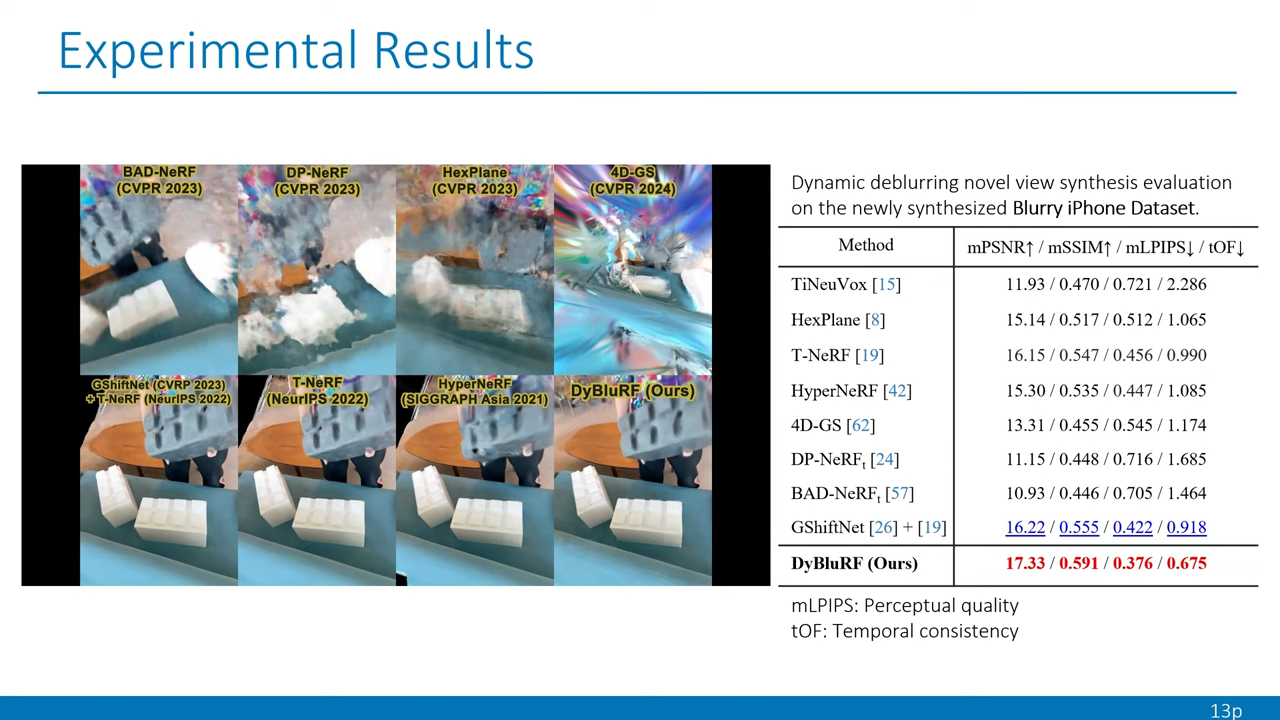 Experimental Results
BAD-NeRF
(CVPR 2023)
DP-NeRF
(CVPR 2023)
HexPlane
(CVPR 2023)
4D-GS
(CVPR 2024)
GShiftNet (CVRP 2023)
+ T-NeRF (NeurIPS 2022)
T-NeRF
(NeurIPS 2022)
HyperNeRF
(SIGGRAPH Asia 2021)
DyBluRF (Ours)
Dynamic deblurring novel view synthesis evaluation
on the newly synthesized Blurry iPhone Dataset.
Method mPSNR↑ / mSSIM↑ / mLPIPS↓ / tOF↓
TiNeuVox [15] 11.93 / 0.470 / 0.721 / 2.286
HexPlane [8] 15.14 / 0.517 / 0.512 / 1.065
T-NeRF [19] 16.15 / 0.547 / 0.456 / 0.990
HyperNeRF [42] 15.30 / 0.535 / 0.447 / 1.085
4D-GS [62] 13.31 / 0.455 / 0.545 / 1.174
DP-NeRFt [24] 11.15 / 0.448 / 0.716 / 1.685
BAD-NeRFt [57] 10.93 / 0.446 / 0.705 / 1.464
GShiftNet [26] + [19] 16.22 / 0.555 / 0.422 / 0.918
DyBluRF (Ours) 17.33 / 0.591 / 0.376 / 0.675
mLPIPS: Perceptual quality
tOF: Temporal consistency
13p